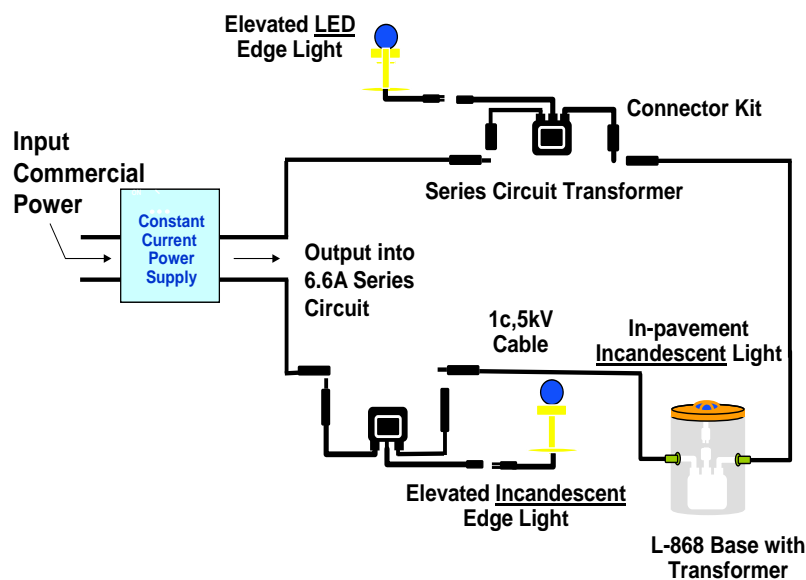 Elevated LED
Edge Light
Connector Kit
Input
Commercial
Power
Series Circuit Transformer
Constant
Current
Power
Supply
Output into
6.6A Series
Circuit
1c,5kV
Cable
In-pavement
Incandescent Light
Elevated Incandescent
Edge Light
L-868 Base with
Transformer